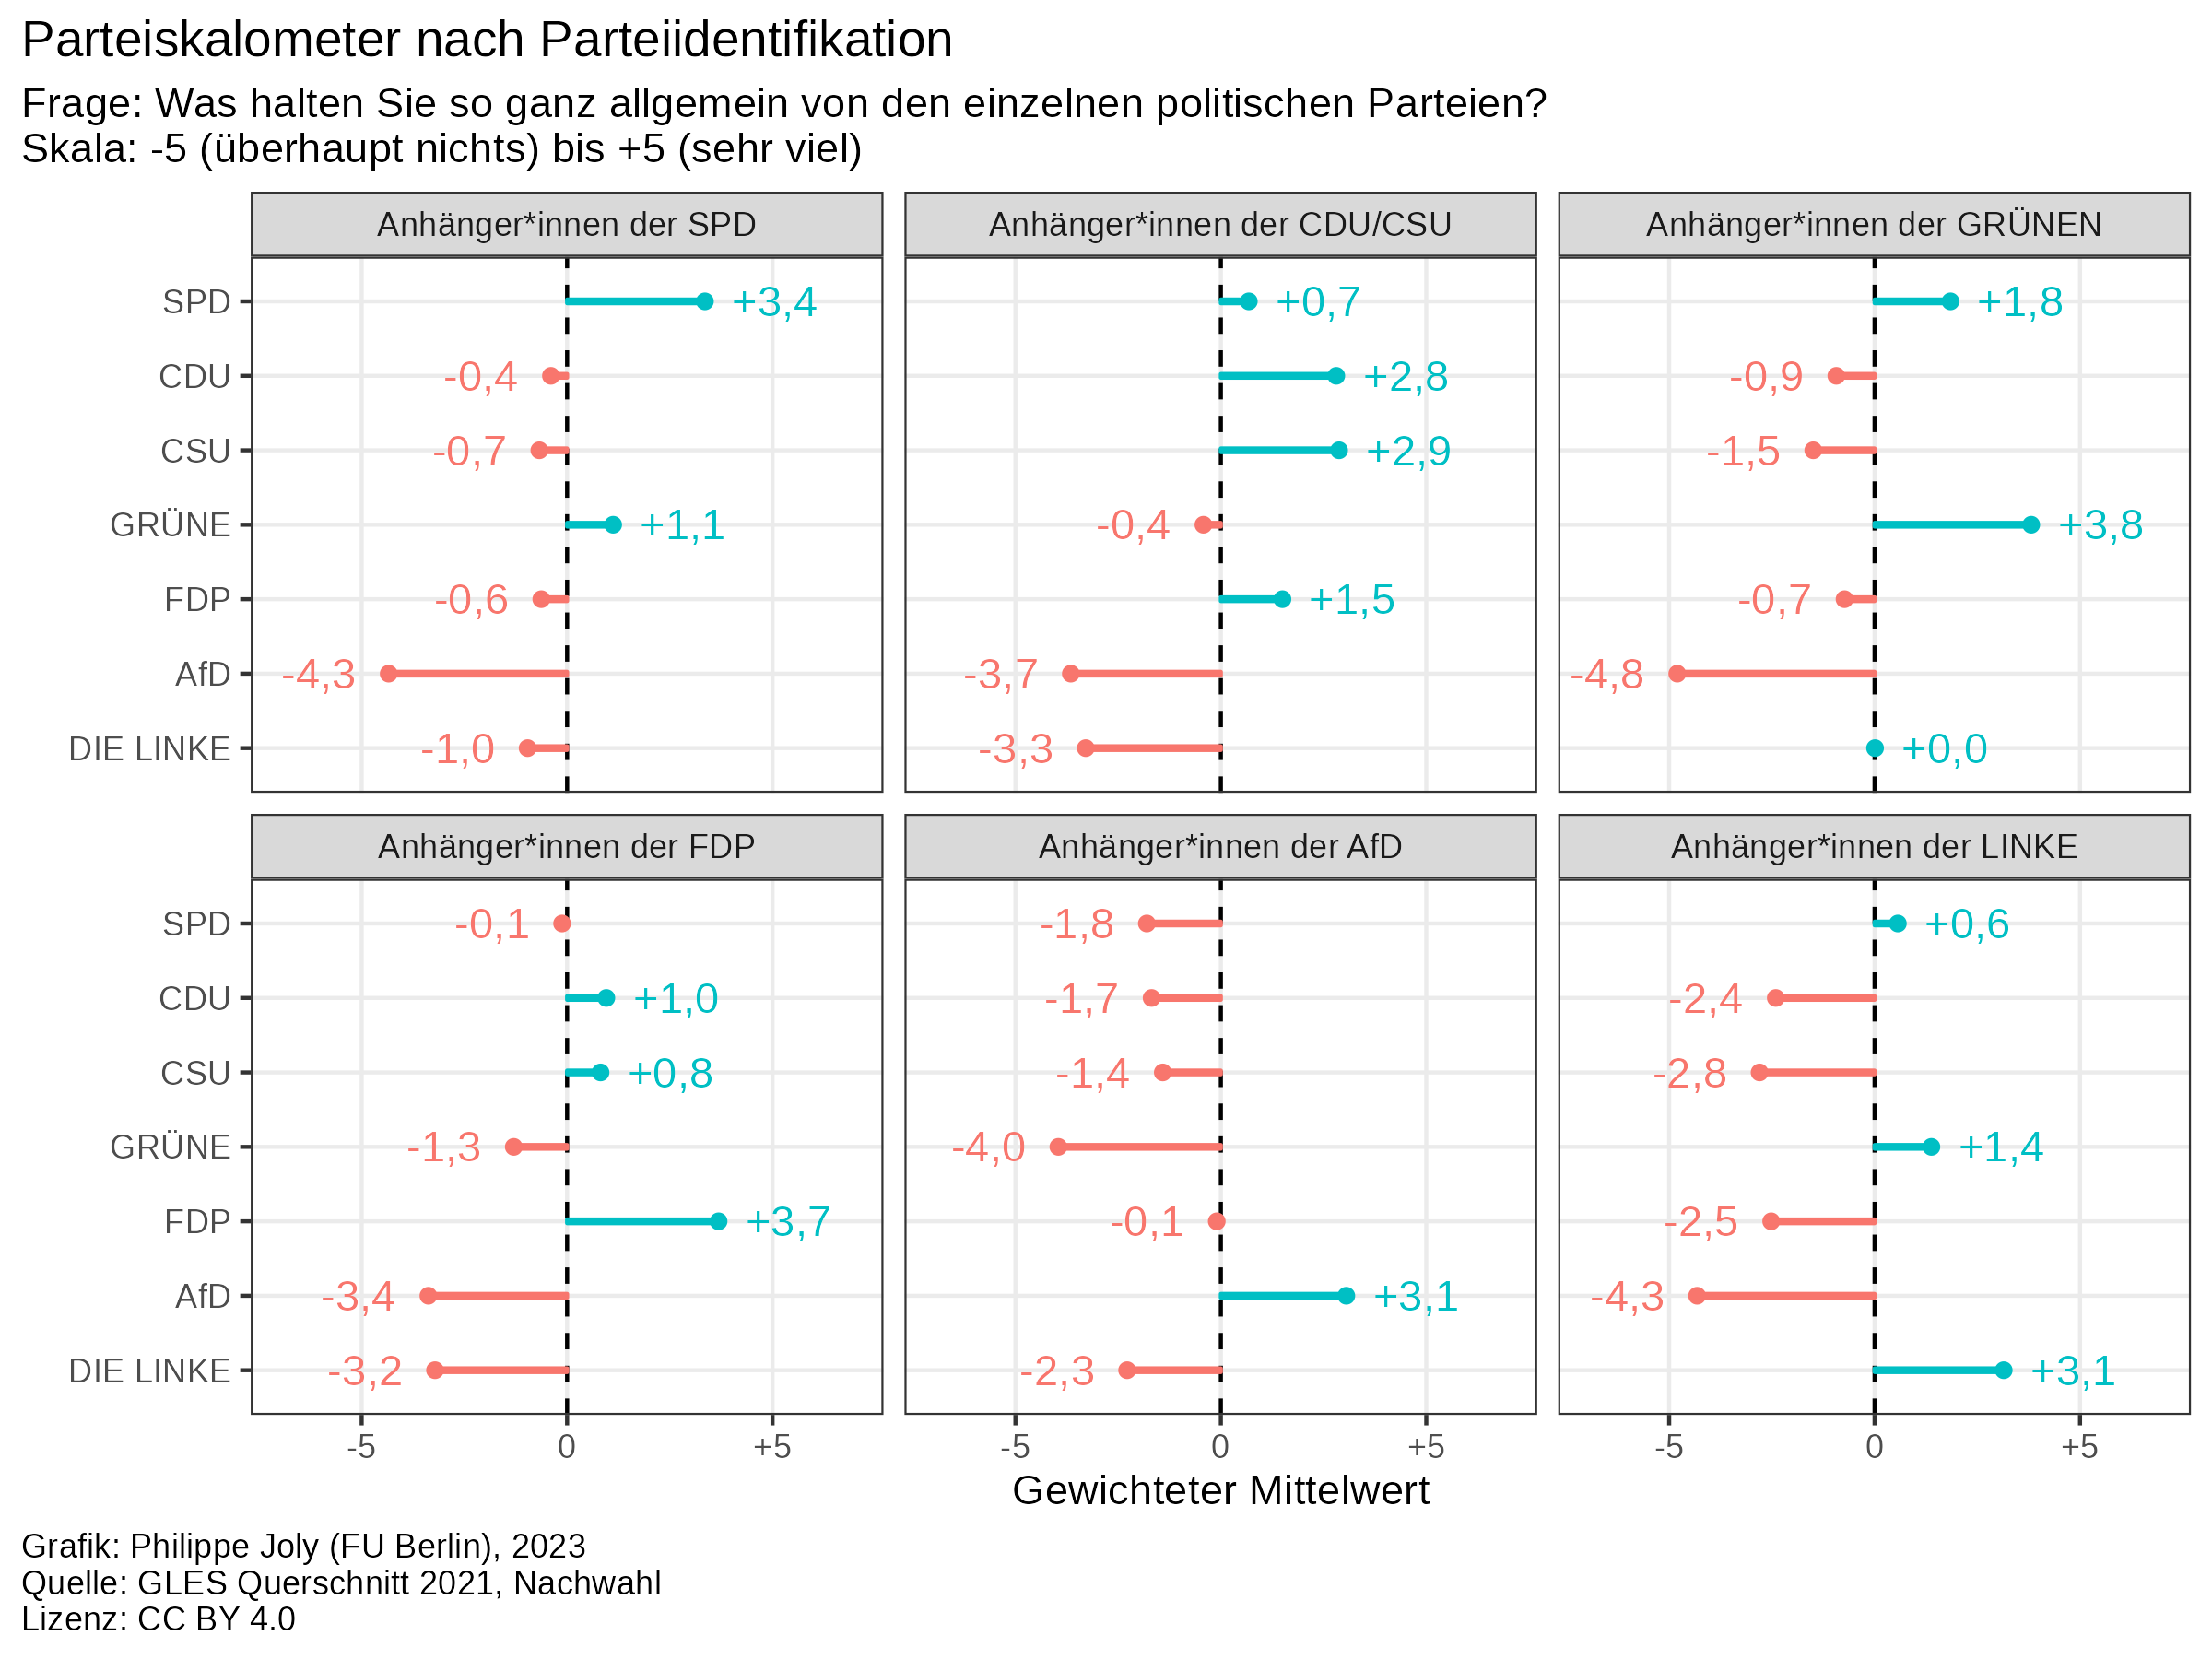 Parteiskalometer nach Parteiidentifikation
Frage: Was halten Sie so ganz allgemein von den einzelnen politischen Parteien?
Skala: -5 (überhaupt nichts) bis +5 (sehr viel)
Anhänger*innen der SPD
SPD +3,4
CDU -0,4
CSU -0,7
GRÜNE +1,1
FDP -0,6
AfD -4,3
DIE LINKE -1,0
Anhänger*innen der CDU/CSU
+0,7
+2,8
+2,9
-0,4
+1,5
-3,7
-3,3
Anhänger*innen der GRÜNEN
+1,8
-0,9
-1,5
+3,8
-0,7
-4,8
+0,0
Anhänger*innen der FDP
SPD -0,1
CDU +1,0
CSU +0,8
GRÜNE -1,3
FDP +3,7
AfD -3,4
DIE LINKE -3,2
-5 0 +5
Anhänger*innen der AfD
-1,8
-1,7
-1,4
-4,0
-0,1
+3,1
-2,3
-5 0 +5
Anhänger*innen der LINKE
+0,6
-2,4
-2,8
+1,4
-2,5
-4,3
+3,1
-5 0 +5
Gewichteter Mittelwert
Grafik: Philippe Joly (FU Berlin), 2023
Quelle: GLES Querschnitt 2021, Nachwahl
Lizenz: CC BY 4.0